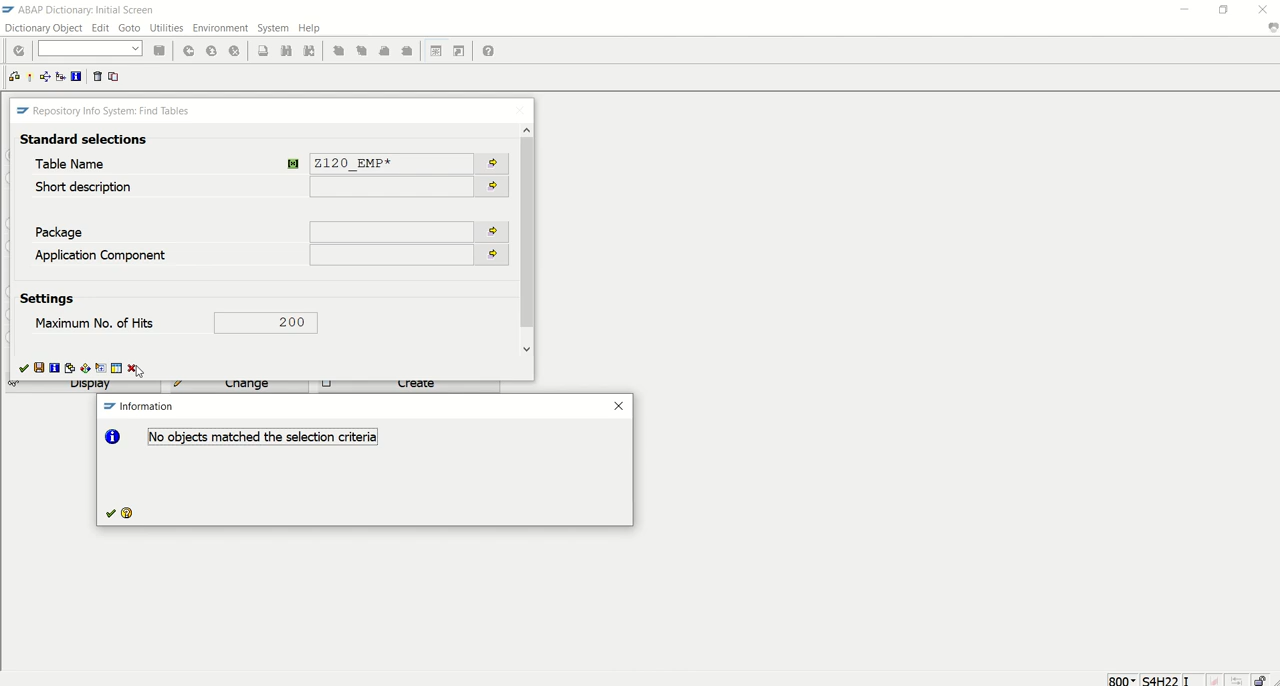 ABAP Dictionary: Initial Screen
Dictionary Object Edit Goto Utilities Environment System Help
Repository Info System: Find Tables
Standard selections
Table Name Z120_EMP*
Short description
Package
Application Component
Settings
Maximum No. of Hits 200
Display Change Create
Information
No objects matched the selection criteria
800 S4H22 I